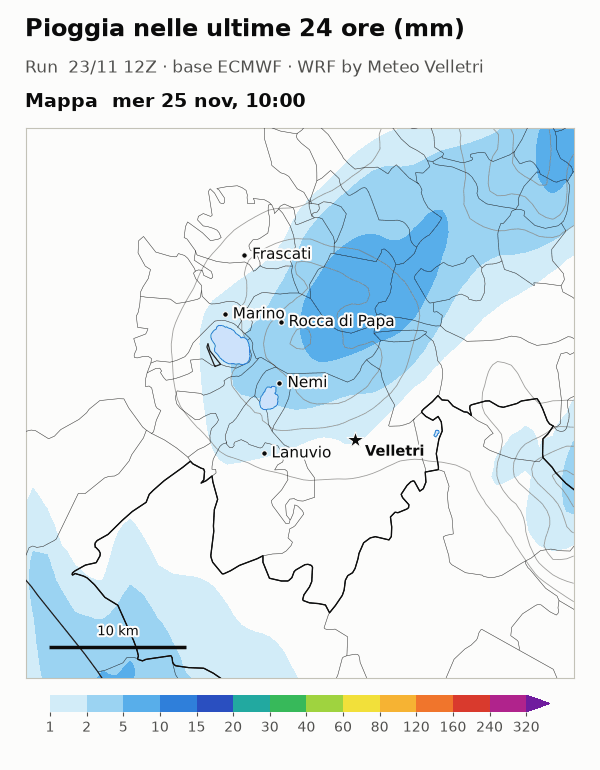 Pioggia nelle ultime 24 ore (mm)
Run 23/11 12Z · base ECMWF · WRF by Meteo Velletri
Mappa mer 25 nov, 10:00
Frascati
Marino
Rocca di Papa
Nemi
Velletri
Lanuvio
10 km
1 2 5 10 15 20 30 40 60 80 120 160 240 320